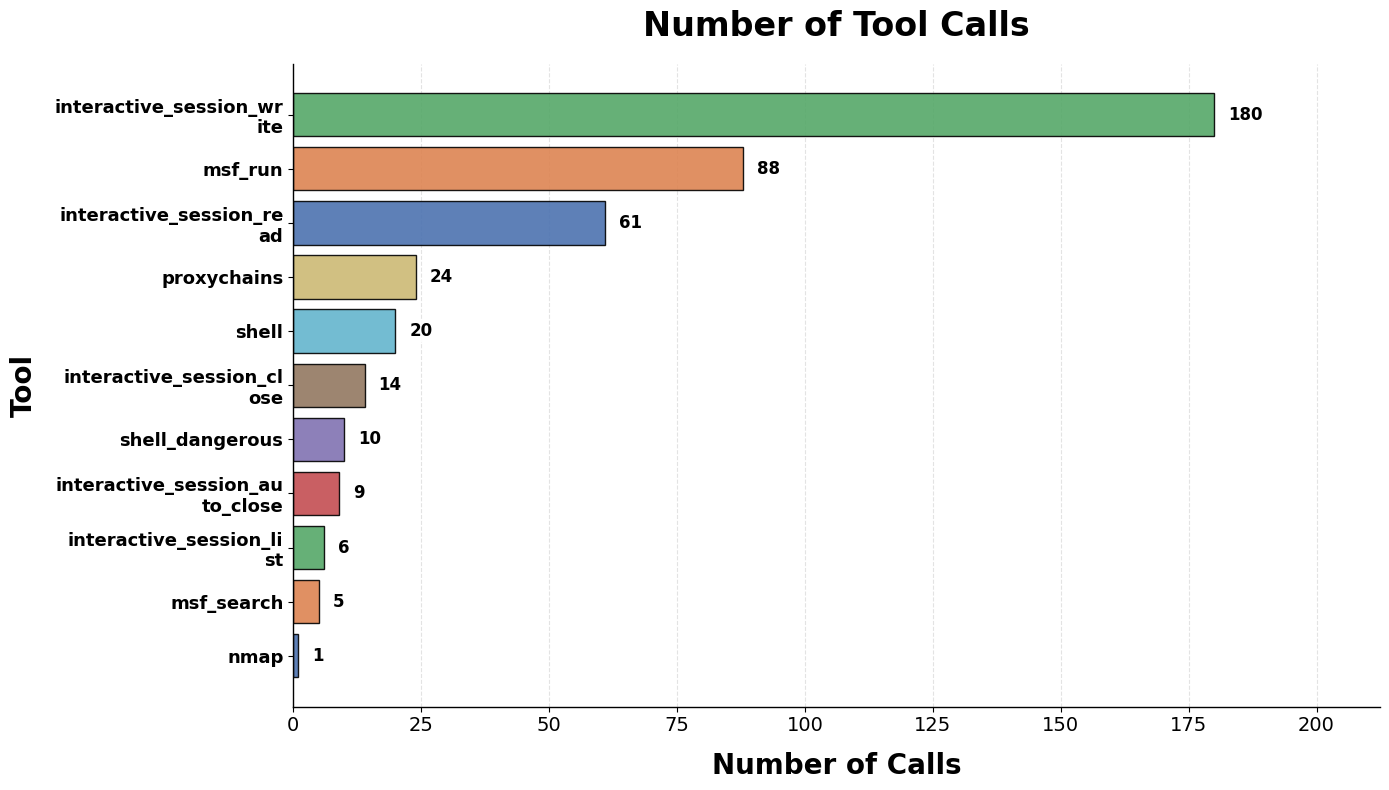 Number of Tool Calls
interactive_session_wr
ite
180
msf_run
88
interactive_session_re
ad
61
proxychains
24
shell
20
interactive_session_cl
ose
14
shell_dangerous
10
interactive_session_au
to_close
9
interactive_session_li
st
6
msf_search
5
nmap
1
Tool
0 25 50 75 100 125 150 175 200
Number of Calls